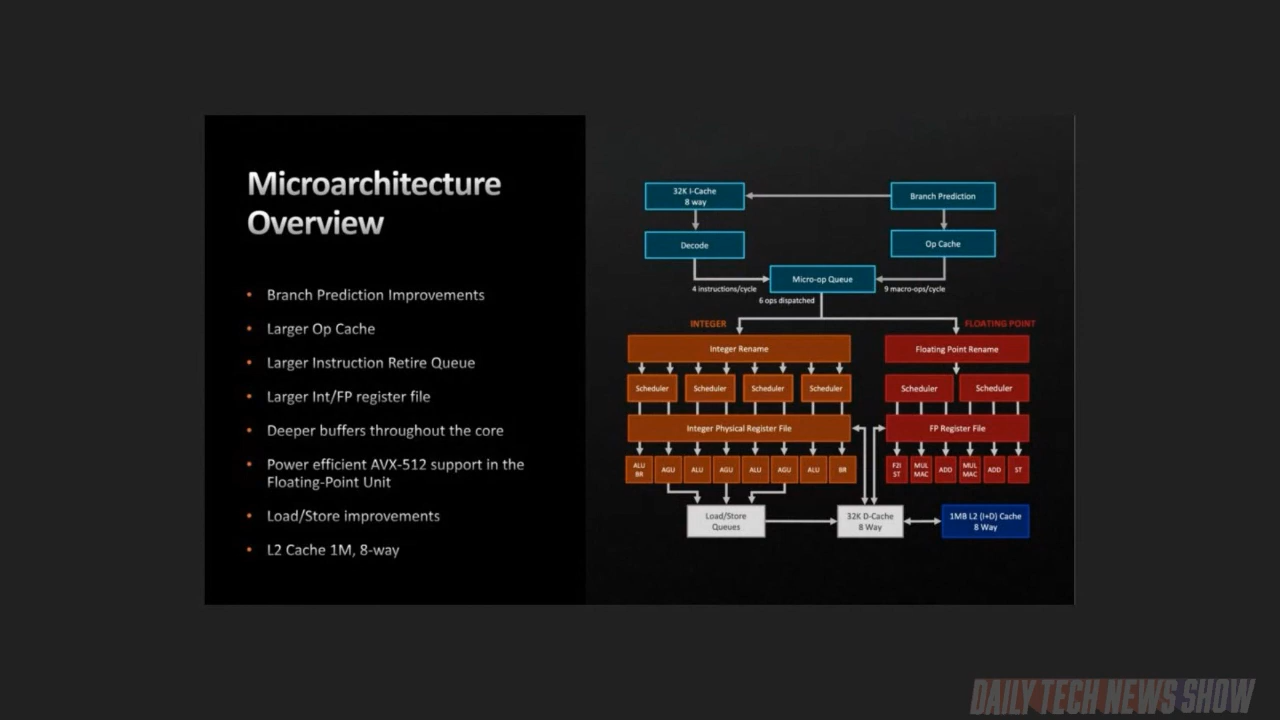 Microarchitecture
Overview
• Branch Prediction Improvements
• Larger Op Cache
• Larger Instruction Retire Queue
• Larger Int/FP register file
• Deeper buffers throughout the core
• Power efficient AVX-512 support in the
Floating-Point Unit
• Load/Store improvements
• L2 Cache 1M, 8-way
32K I-Cache
8 way
Branch Prediction
Decode
Op Cache
Micro-op Queue
4 instructions/cycle
9 macro-ops/cycle
6 ops dispatched
INTEGER
FLOATING POINT
Integer Rename
Floating Point Rename
Scheduler
Scheduler
Scheduler
Scheduler
Scheduler
Scheduler
Integer Physical Register File
FP Register File
ALU
BR
AGU
ALU
AGU
ALU
AGU
ALU
BR
F2I
ST
MUL
MAC
ADD
MUL
MAC
ADD
ST
Load/Store
Queues
32K D-Cache
8 Way
1MB L2 (I+D) Cache
8 Way
DAILY TECH NEWS SHOW